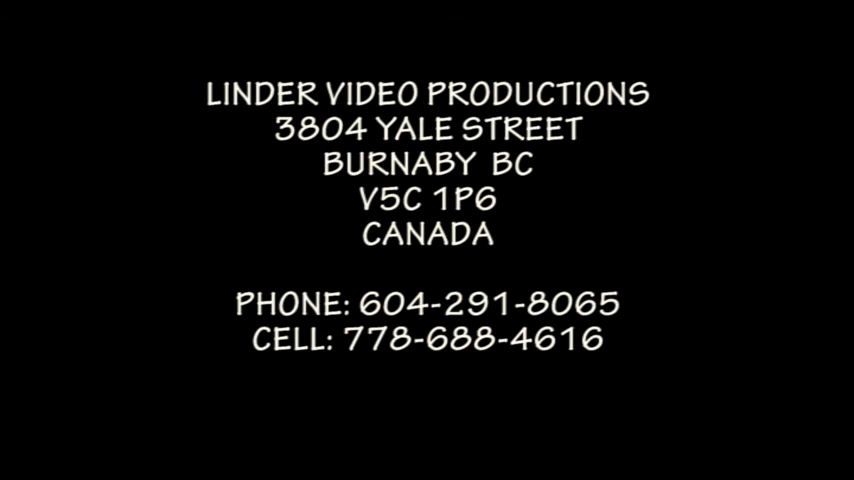 LINDER VIDEO PRODUCTIONS
3804 YALE STREET
BURNABY BC
V5C 1P6
CANADA
PHONE: 604-291-8065
CELL: 778-688-4616